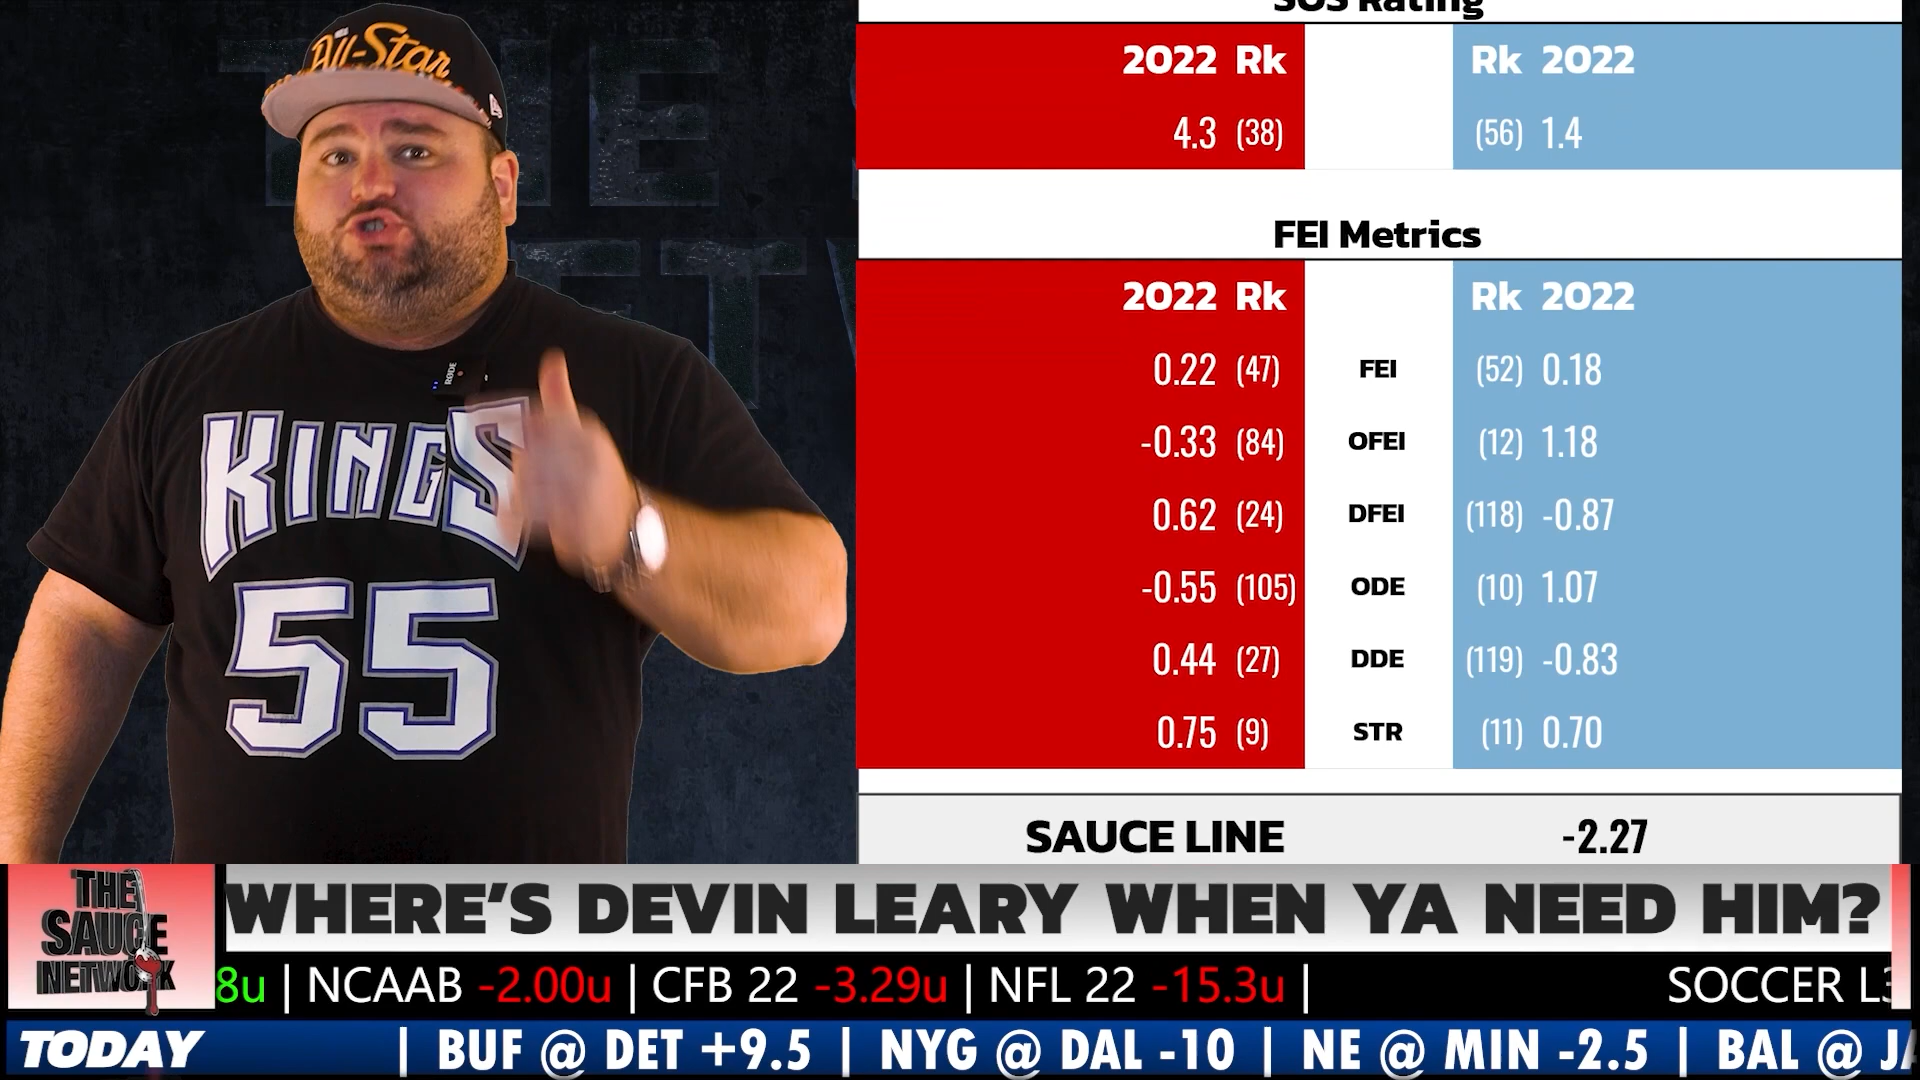 All-Star
RØDE
KINGS
55
SOS Rating
2022 Rk Rk 2022
4.3 (38) (56) 1.4
FEI Metrics
2022 Rk Rk 2022
0.22 (47) FEI (52) 0.18
-0.33 (84) OFEI (12) 1.18
0.62 (24) DFEI (118) -0.87
-0.55 (105) ODE (10) 1.07
0.44 (27) DDE (119) -0.83
0.75 (9) STR (11) 0.70
SAUCE LINE -2.27
THE
SAUCE
NETWORK
WHERE'S DEVIN LEARY WHEN YA NEED HIM?
8u | NCAAB -2.00u | CFB 22 -3.29u | NFL 22 -15.3u | SOCCER L3
TODAY | BUF @ DET +9.5 | NYG @ DAL -10 | NE @ MIN -2.5 | BAL @ JA